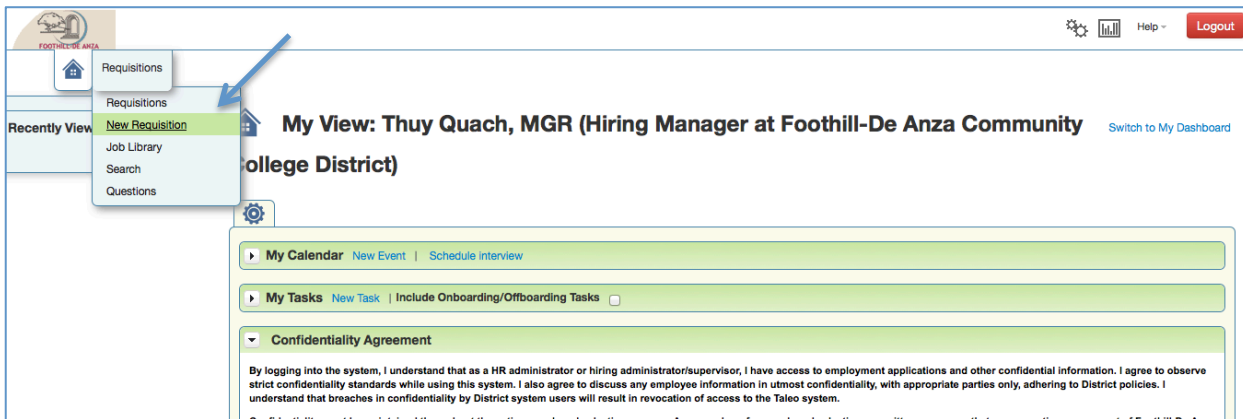 FOOTHILL-DE ANZA
Help
Logout
Requisitions
Requisitions
New Requisition
Job Library
Search
Questions
Recently View
My View: Thuy Quach, MGR (Hiring Manager at Foothill-De Anza Community
College District)
Switch to My Dashboard
My Calendar New Event | Schedule interview
My Tasks New Task | Include Onboarding/Offboarding Tasks
Confidentiality Agreement
By logging into the system, I understand that as a HR administrator or hiring administrator/supervisor, I have access to employment applications and other confidential information. I agree to observe
strict confidentiality standards while using this system. I also agree to discuss any employee information in utmost confidentiality, with appropriate parties only, adhering to District policies. I
understand that breaches in confidentiality by District system users will result in revocation of access to the Taleo system.